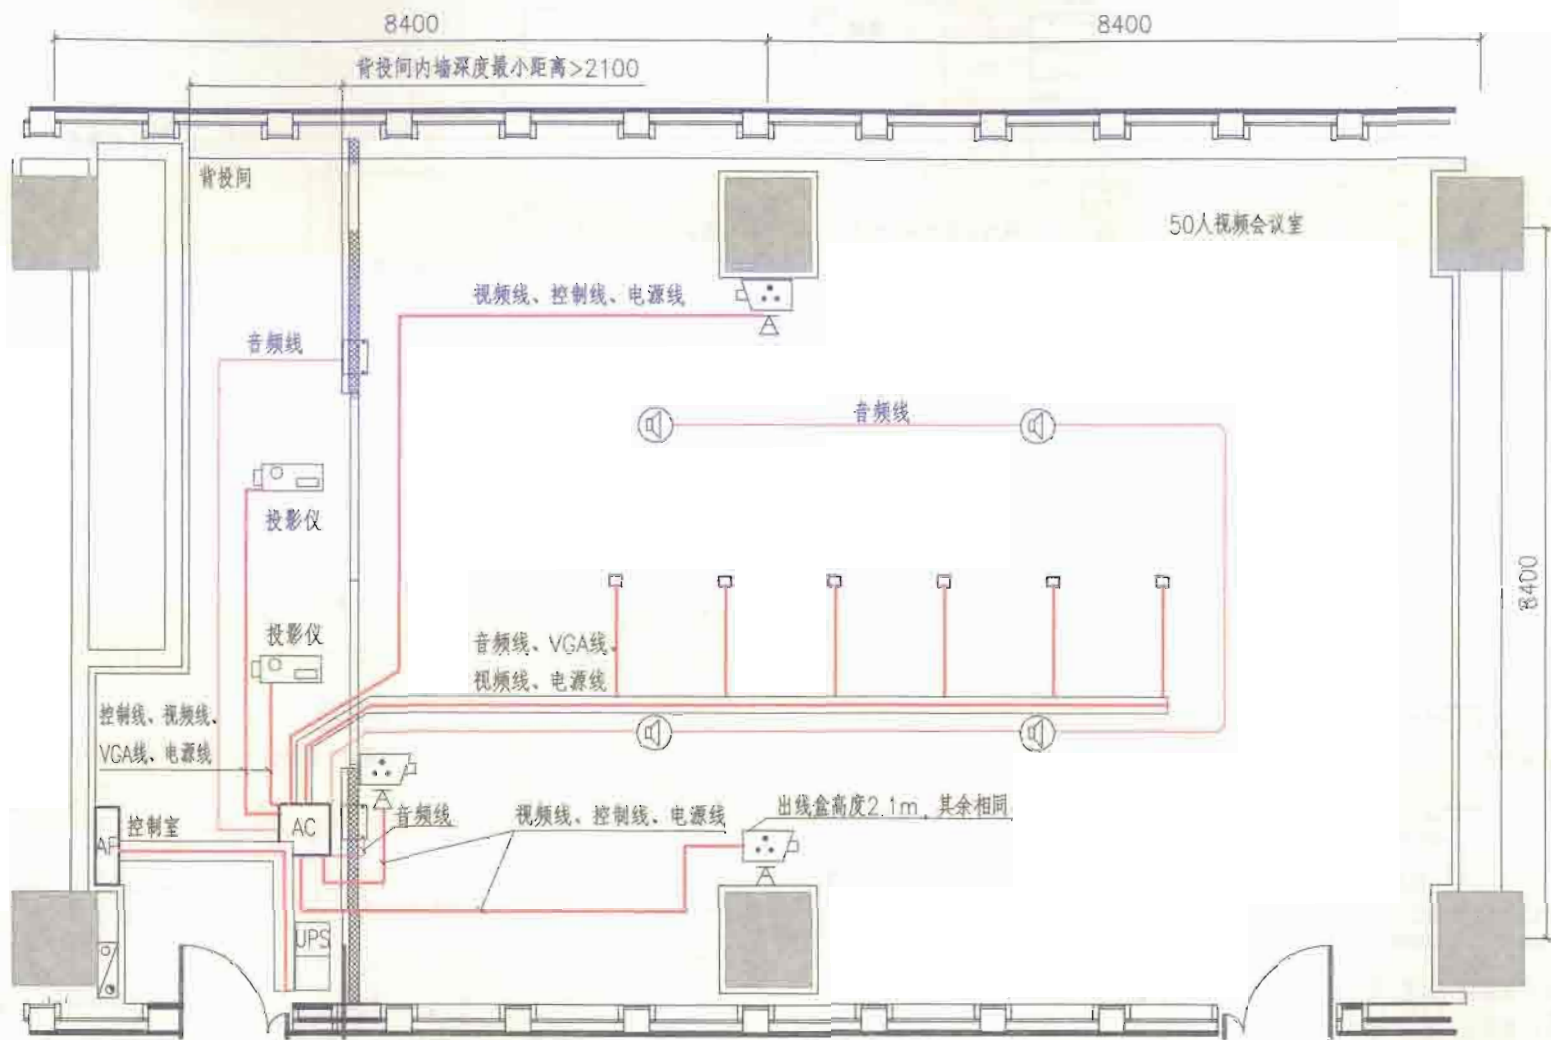 8400
8400
背投间内墙深度最小距离>2100
背投间
50人视频会议室
视频线、控制线、电源线
音频线
音频线
投影仪
8400
投影仪
音频线、VGA线、
视频线、电源线
控制线、视频线、
VGA线、电源线
出线盒高度2.1m，其余相同
音频线
视频线、控制线、电源线
控制室
AC
AP
UPS